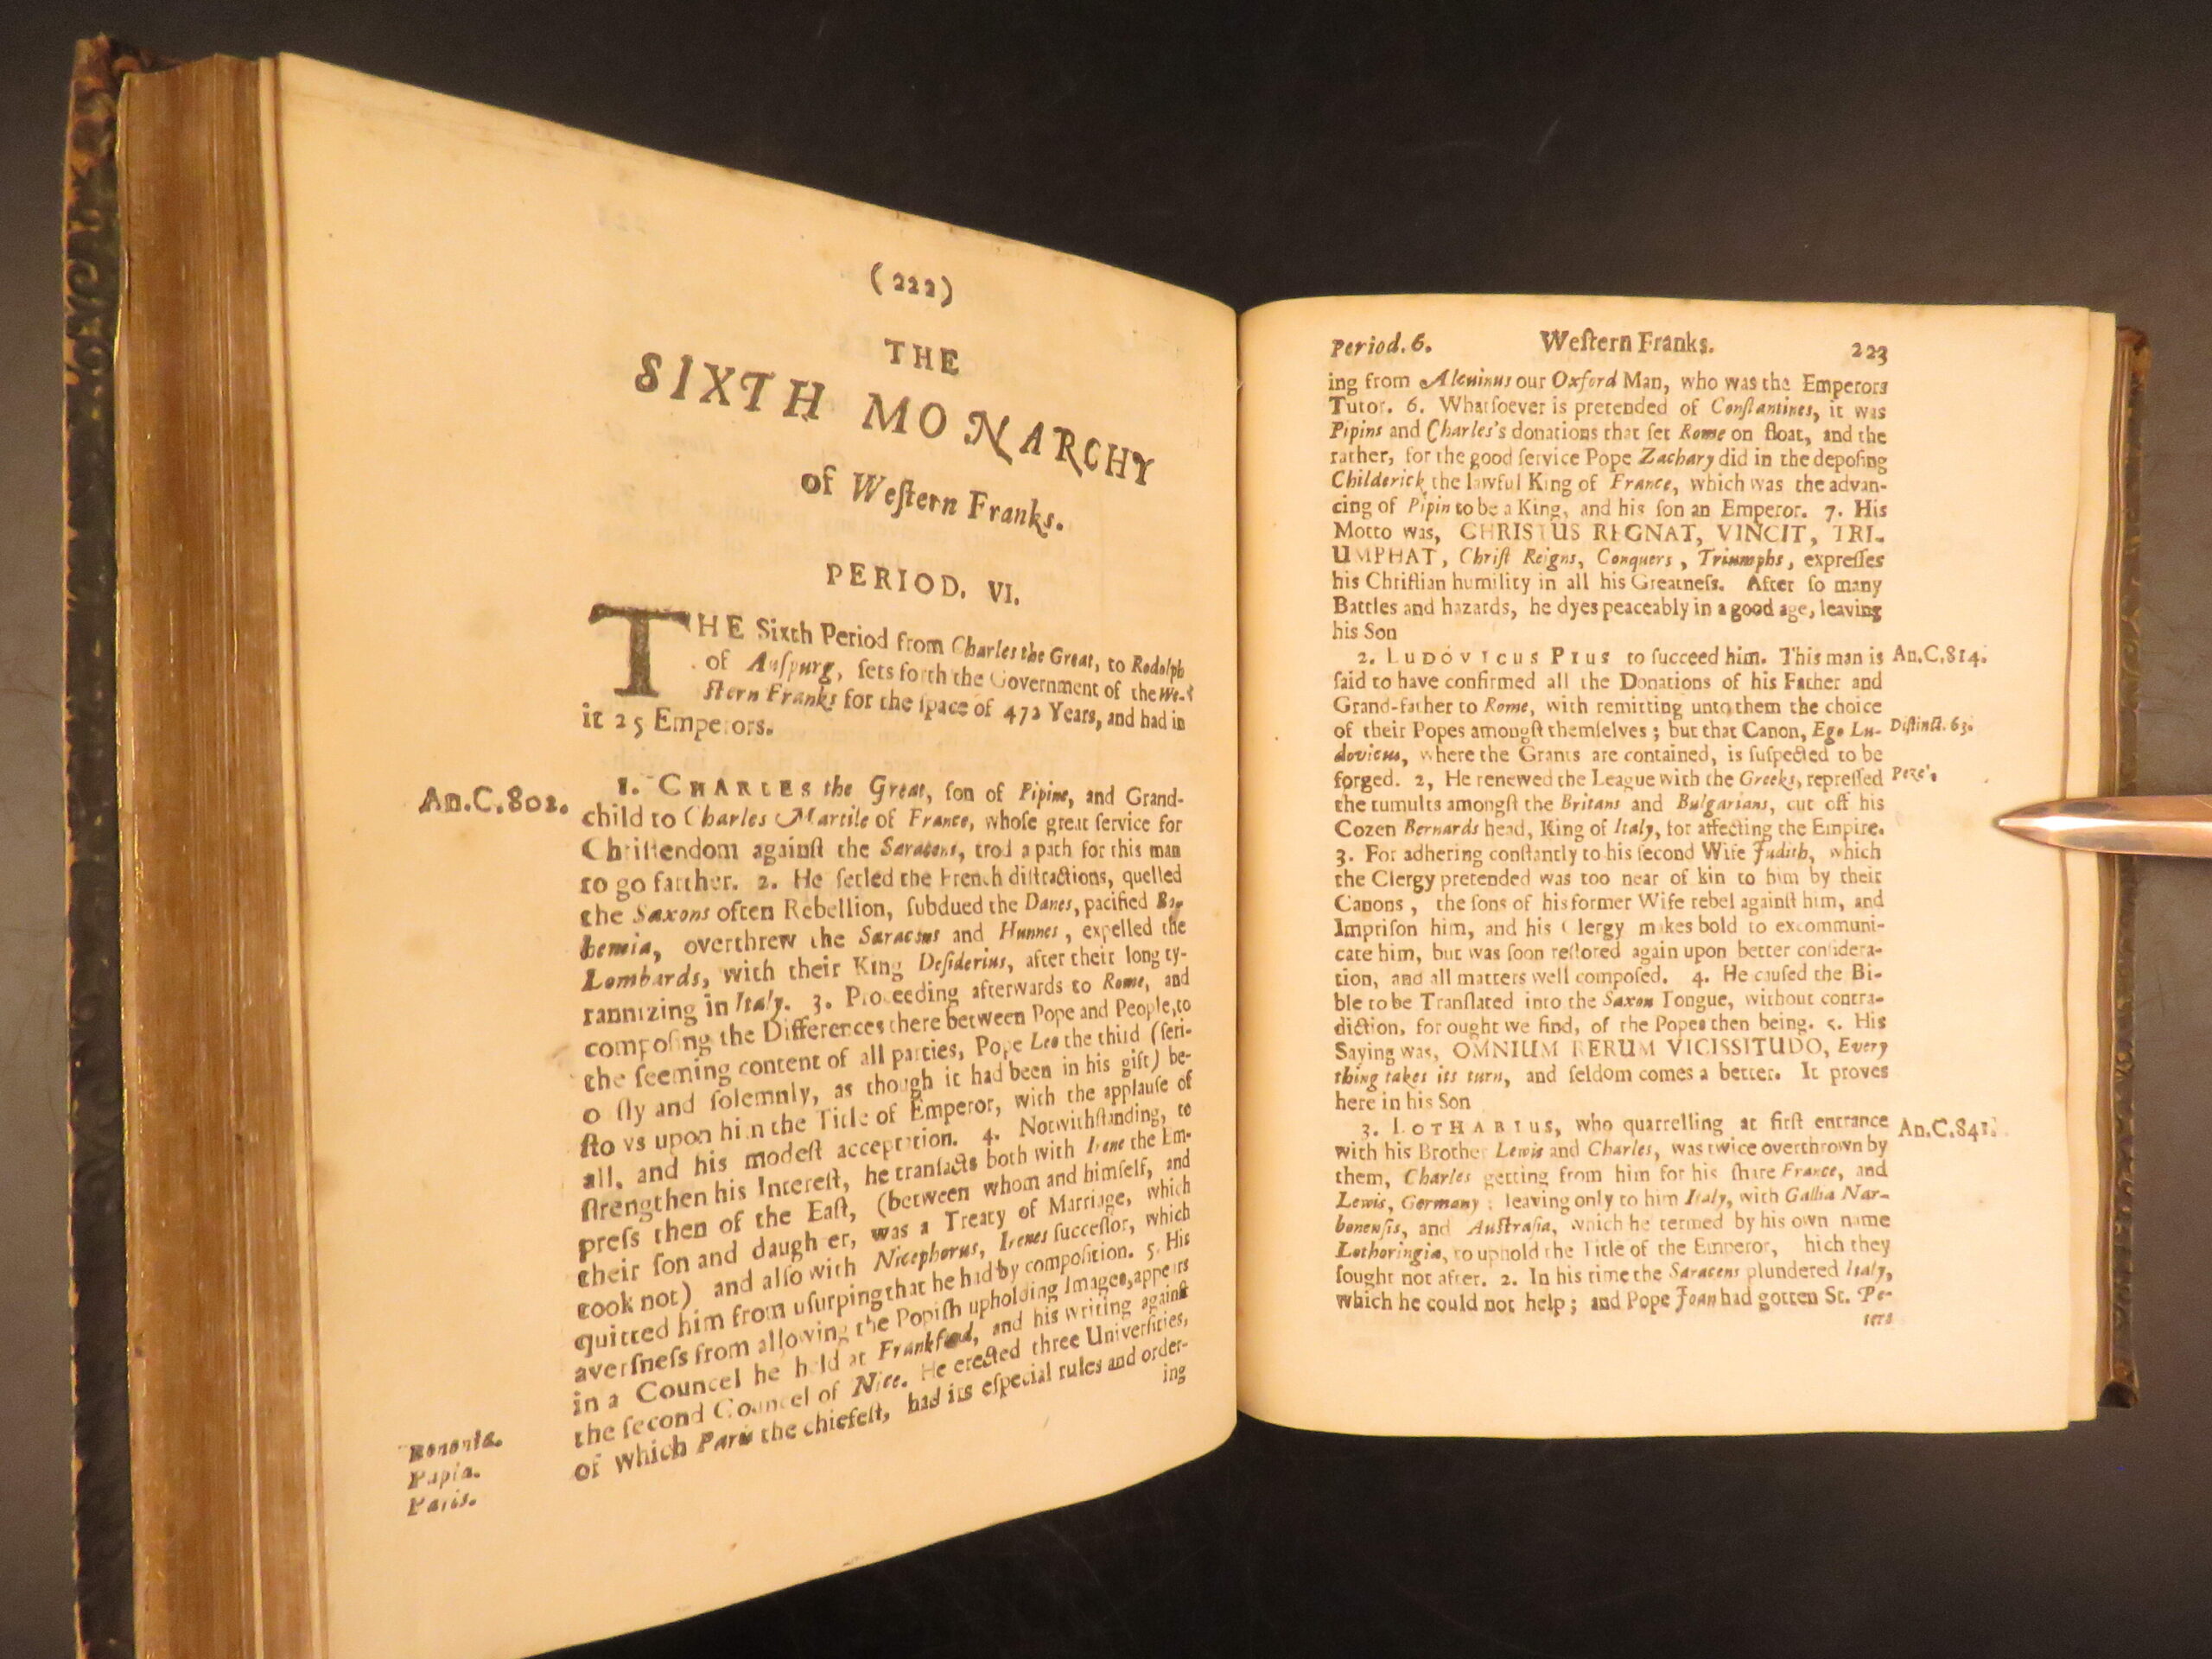 (222)
THE
SIXTH MONARCHY
of Weſtern Franks.
PERIOD. VI.
THE Sixth Period from Charles the Great, to Rodolph
of Auſpurg, ſets forth the Government of the We-
ſtern Franks for the ſpace of 472 Years, and had in
it 25 Emperors.
An.C.802.
1. CHARLES the Great, ſon of Pipine, and Grand-
child to Charles Martile of France, whoſe great ſervice for
Chriſtendom againſt the Saracens, trod a path for this man
to go farther. 2. He ſetled the French diſtractions, quelled
the Saxons often Rebellion, ſubdued the Danes, pacified Bo-
hemia, overthrew the Saracens and Hunnes, expelled the
Lombards, with their King Deſiderius, after their long ty-
rannizing in Italy. 3. Proceeding afterwards to Rome, and
compoſing the Differences there between Pope and People, to
the ſeeming content of all parties, Pope Leo the third (ſeri-
o ſly and ſolemnly, as though it had been in his gift) be-
ſto vs upon him the Title of Emperor, with the applauſe of
all, and his modeſt acceptation. 4. Notwithſtanding, to
ſtrengthen his Intereſt, he tranſacts both with Irene the Em-
preſs then of the Eaſt, (between whom and himſelf, and
their ſon and daugh er, was a Treaty of Marriage, which
took not) and alſo with Nicephorus, Irenes ſucceſſor, which
quitted him from uſurping that he had by compoſition. 5. His
averſneſs from allowing the Popiſh upholding Images, appears
in a Councel he held at Frankford, and his writing againſt
the ſecond Councel of Nice. He erected three Univerſities,
of which Paris the chiefeſt, had its eſpecial rules and order-
ing
Bononia.
Papia.
Paris.
Period. 6. Weſtern Franks. 223
ing from Alcuinus our Oxford Man, who was the Emperors
Tutor. 6. Whatſoever is pretended of Conſtantines, it was
Pipins and Charles's donations that ſet Rome on float, and the
rather, for the good ſervice Pope Zachary did in the depoſing
Childerick the lawful King of France, which was the advan-
cing of Pipin to be a King, and his ſon an Emperor. 7. His
Motto was, CHRISTUS REGNAT, VINCIT, TRI-
UMPHAT, Chriſt Reigns, Conquers, Triumphs, expreſſes
his Chriſtian humility in all his Greatneſs. After ſo many
Battles and hazards, he dyes peaceably in a good age, leaving
his Son
2. LUDOVICUS PIUS to ſucceed him. This man is An.C.814.
ſaid to have confirmed all the Donations of his Father and
Grand-father to Rome, with remitting unto them the choice
of their Popes amongſt themſelves; but that Canon, Ego Lu- Diſtinct. 63.
dovicus, where the Grants are contained, is ſuſpected to be
forged. 2, He renewed the League with the Greeks, repreſſed
the tumults amongſt the Britans and Bulgarians, cut off his
Cozen Bernards head, King of Italy, for affecting the Empire.
3. For adhering conſtantly to his ſecond Wife Judith, which
the Clergy pretended was too near of kin to him by their
Canons, the ſons of his former Wife rebel againſt him, and
Impriſon him, and his Clergy makes bold to excommuni-
cate him, but was ſoon reſtored again upon better conſidera-
tion, and all matters well compoſed. 4. He cauſed the Bi-
ble to be Tranſlated into the Saxon Tongue, without contra-
diction, for ought we find, of the Popes then being. 5. His
Saying was, OMNIUM RERUM VICISSITUDO, Every
thing takes its turn, and ſeldom comes a better. It proves
here in his Son
3. LOTHARIUS, who quarrelling at firſt entrance An.C.841.
with his Brother Lewis and Charles, was twice overthrown by
them, Charles getting from him for his ſhare France, and
Lewis, Germany; leaving only to him Italy, with Gallia Nar-
bonenſis, and Auſtraſia, which he termed by his own name
Lothoringia, to uphold the Title of the Emperor, hich they
ſought not after. 2. In his time the Saracens plundered Italy,
which he could not help; and Pope Joan had gotten St. Pe-
ters